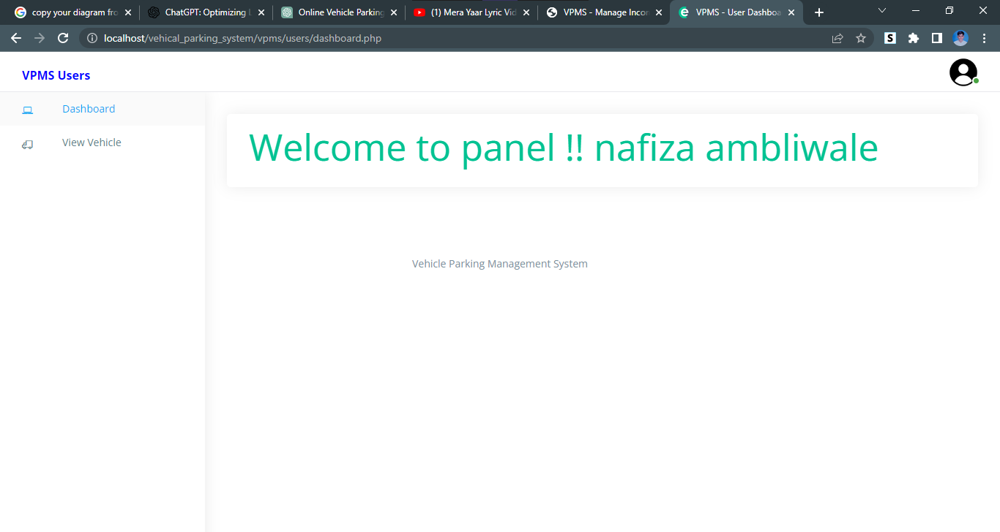 copy your diagram fro
ChatGPT: Optimizing L
Online Vehicle Parking
(1) Mera Yaar Lyric Vid
VPMS - Manage Incom
VPMS - User Dashboa
localhost/vehical_parking_system/vpms/users/dashboard.php
VPMS Users
Dashboard
View Vehicle
Welcome to panel !! nafiza ambliwale
Vehicle Parking Management System